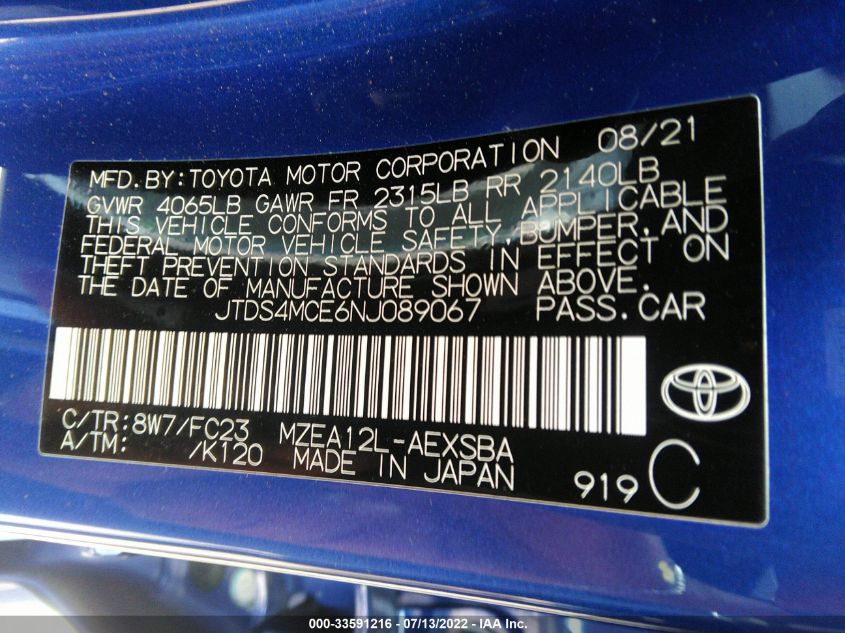 MFD.BY:TOYOTA MOTOR CORPORATION 08/21
GVWR 4065LB GAWR FR 2315LB RR 2140LB
THIS VEHICLE CONFORMS TO ALL APPLICABLE
FEDERAL MOTOR VEHICLE SAFETY,BUMPER,AND
THEFT PREVENTION STANDARDS IN EFFECT ON
THE DATE OF MANUFACTURE SHOWN ABOVE.
JTDS4MCE6NJ089067 PASS.CAR
C/TR:8W7/FC23 MZEA12L-AEXSBA
A/TM: /K120 MADE IN JAPAN
919 C
000-33591216 - 07/13/2022 - IAA Inc.